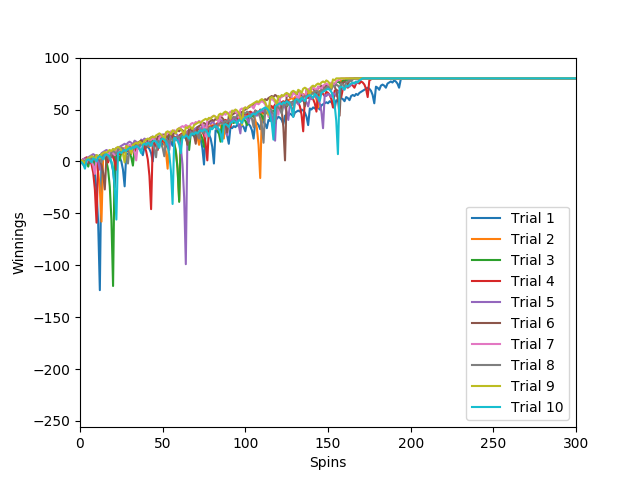 100
50
0
−50
−100
−150
−200
−250
Winnings
0 50 100 150 200 250 300
Spins
Trial 1
Trial 2
Trial 3
Trial 4
Trial 5
Trial 6
Trial 7
Trial 8
Trial 9
Trial 10